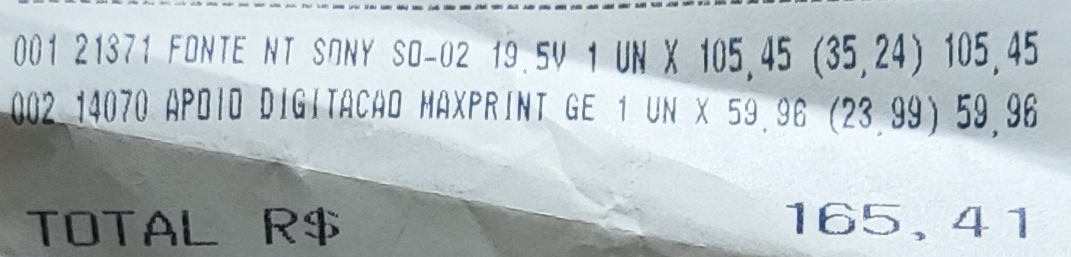 001 21371 FONTE NT SONY SO-02 19.5V 1 UN X 105,45 (35,24) 105,45
002 14070 APOIO DIGITACAO MAXPRINT GE 1 UN X 59,96 (23,99) 59,96
TOTAL R$ 165,41